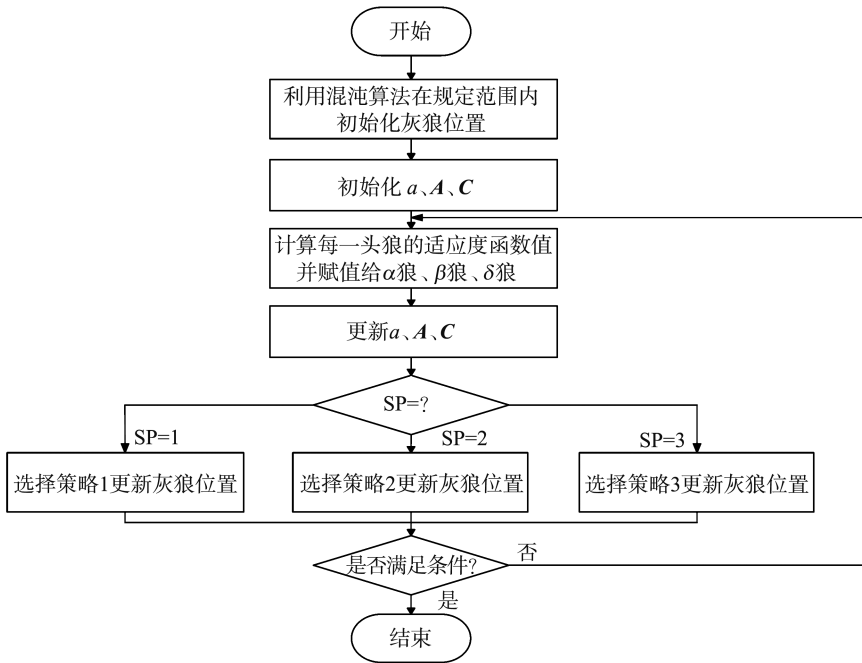 开始
利用混沌算法在规定范围内
初始化灰狼位置
初始化 a、A、C
计算每一头狼的适应度函数值
并赋值给α狼、β狼、δ狼
更新a、A、C
SP=?
SP=1
SP=2
SP=3
选择策略1更新灰狼位置
选择策略2更新灰狼位置
选择策略3更新灰狼位置
是否满足条件?
否
是
结束